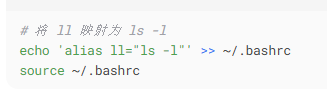 # 将 ll 映射为 ls -l
echo 'alias ll="ls -l"' >> ~/.bashrc
source ~/.bashrc